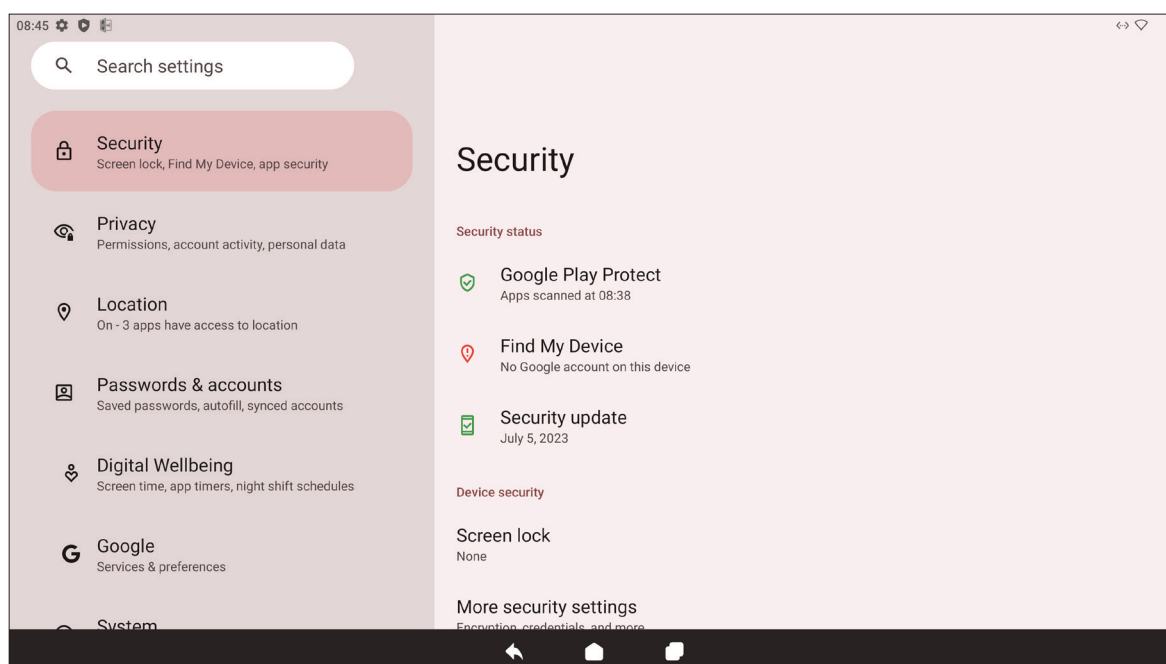 08:45
Search settings
Security
Screen lock, Find My Device, app security
Privacy
Permissions, account activity, personal data
Location
On - 3 apps have access to location
Passwords & accounts
Saved passwords, autofill, synced accounts
Digital Wellbeing
Screen time, app timers, night shift schedules
Google
Services & preferences
System
Security
Security status
Google Play Protect
Apps scanned at 08:38
Find My Device
No Google account on this device
Security update
July 5, 2023
Device security
Screen lock
None
More security settings
Encryption, credentials, and more